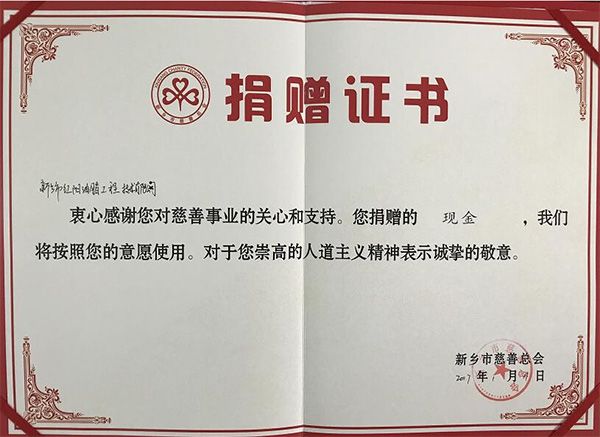 捐赠证书
衷心感谢您对慈善事业的关心和支持。您捐赠的 现金 ，我们
将按照您的意愿使用。对于您崇高的人道主义精神表示诚挚的敬意。
新乡市慈善总会
2017 年 1 月 日